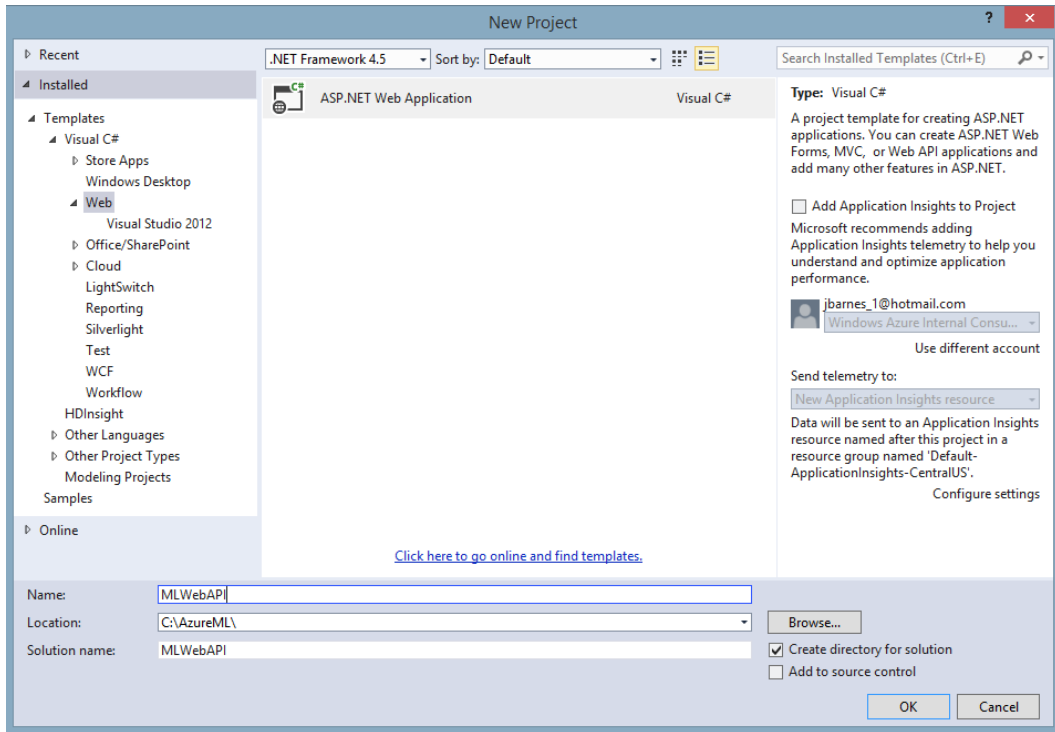 New Project
?
×
Recent
.NET Framework 4.5
Sort by: Default
Search Installed Templates (Ctrl+E)
Installed
Templates
Visual C#
Store Apps
Windows Desktop
Web
Visual Studio 2012
Office/SharePoint
Cloud
LightSwitch
Reporting
Silverlight
Test
WCF
Workflow
HDInsight
Other Languages
Other Project Types
Modeling Projects
Samples
Online
C#
ASP.NET Web Application
Visual C#
Click here to go online and find templates.
Type: Visual C#
A project template for creating ASP.NET
applications. You can create ASP.NET Web
Forms, MVC, or Web API applications and
add many other features in ASP.NET.
Add Application Insights to Project
Microsoft recommends adding
Application Insights telemetry to help you
understand and optimize application
performance.
jbarnes_1@hotmail.com
Windows Azure Internal Consu...
Use different account
Send telemetry to:
New Application Insights resource
Data will be sent to an Application Insights
resource named after this project in a
resource group named 'Default-
ApplicationInsights-CentralUS'.
Configure settings
Name: MLWebAPI
Location: C:\AzureML\
Browse...
Solution name: MLWebAPI
Create directory for solution
Add to source control
OK
Cancel